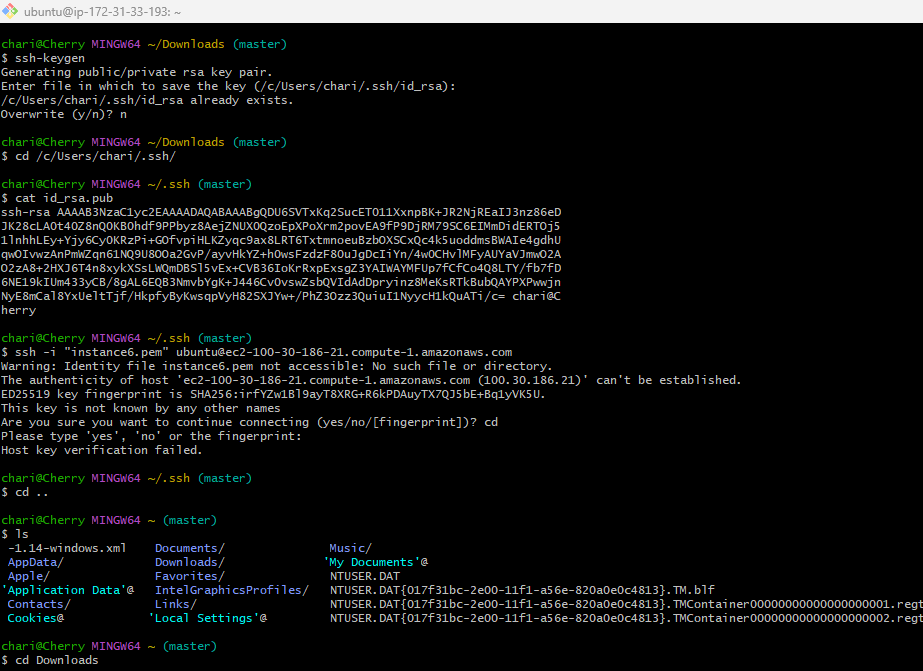 ubuntu@ip-172-31-33-193: ~
chari@Cherry MINGW64 ~/Downloads (master)
$ ssh-keygen
Generating public/private rsa key pair.
Enter file in which to save the key (/c/Users/chari/.ssh/id_rsa):
/c/Users/chari/.ssh/id_rsa already exists.
Overwrite (y/n)? n
chari@Cherry MINGW64 ~/Downloads (master)
$ cd /c/Users/chari/.ssh/
chari@Cherry MINGW64 ~/.ssh (master)
$ cat id_rsa.pub
ssh-rsa AAAAB3NzaC1yc2EAAAADAQABAAABgQDU6SVTxKq2SucETO11XxnpBK+JR2NjREaIJ3nz86eD
JK28cLAOt4OZ8nQ0KB0hdf9PPbyz8AejZNUXOQzoEpXPoXrm2povEA9fP9DjRM79SC6EIMmDidERTOj5
1lnhhLEy+Yjy6CyOKRzPi+GOfvpiHLKZyqc9ax8LRT6TxtmnoeuBzbOXSCxQc4k5uoddmsBWAIe4gdhU
qwOIvwzAnPmWZqn61NQ9U8OOa2GvP/ayvHkYZ+hOwsFzdzF8OuJgDcIiYn/4wOCHvlMFyAUYaVJmwO2A
O2zA8+2HXJ6T4n8xykXSsLWQmDBSl5vEx+CVB36IoKrRxpExsgZ3YAIWAYMFUp7fCfCo4Q8LTY/fb7fD
6NE19kIUm433yCB/8gAL6EQB3NmvbYgK+J446CvOvswZsbQVIdAdDpryinz8MeKsRTkBubQAYPXPwwjn
NyE8mCal8YxUeltTjf/HkpfyByKwsqpVyH82SXJYw+/PhZ3Ozz3QuiuI1NyycH1kQuATi/c= chari@C
herry
chari@Cherry MINGW64 ~/.ssh (master)
$ ssh -i "instance6.pem" ubuntu@ec2-100-30-186-21.compute-1.amazonaws.com
Warning: Identity file instance6.pem not accessible: No such file or directory.
The authenticity of host 'ec2-100-30-186-21.compute-1.amazonaws.com (100.30.186.21)' can't be established.
ED25519 key fingerprint is SHA256:irfYZw1Bl9ayT8XRG+R6kPDAuyTX7QJ5bE+Bq1yVK5U.
This key is not known by any other names
Are you sure you want to continue connecting (yes/no/[fingerprint])? cd
Please type 'yes', 'no' or the fingerprint:
Host key verification failed.
chari@Cherry MINGW64 ~/.ssh (master)
$ cd ..
chari@Cherry MINGW64 ~ (master)
$ ls
-1.14-windows.xml Documents/ Music/
AppData/ Downloads/ 'My Documents'@
Apple/ Favorites/ NTUSER.DAT
'Application Data'@ IntelGraphicsProfiles/ NTUSER.DAT{017f31bc-2e00-11f1-a56e-820a0e0c4813}.TM.blf
Contacts/ Links/ NTUSER.DAT{017f31bc-2e00-11f1-a56e-820a0e0c4813}.TMContainer00000000000000000001.regt
Cookies@ 'Local Settings'@ NTUSER.DAT{017f31bc-2e00-11f1-a56e-820a0e0c4813}.TMContainer00000000000000000002.regt
chari@Cherry MINGW64 ~ (master)
$ cd Downloads